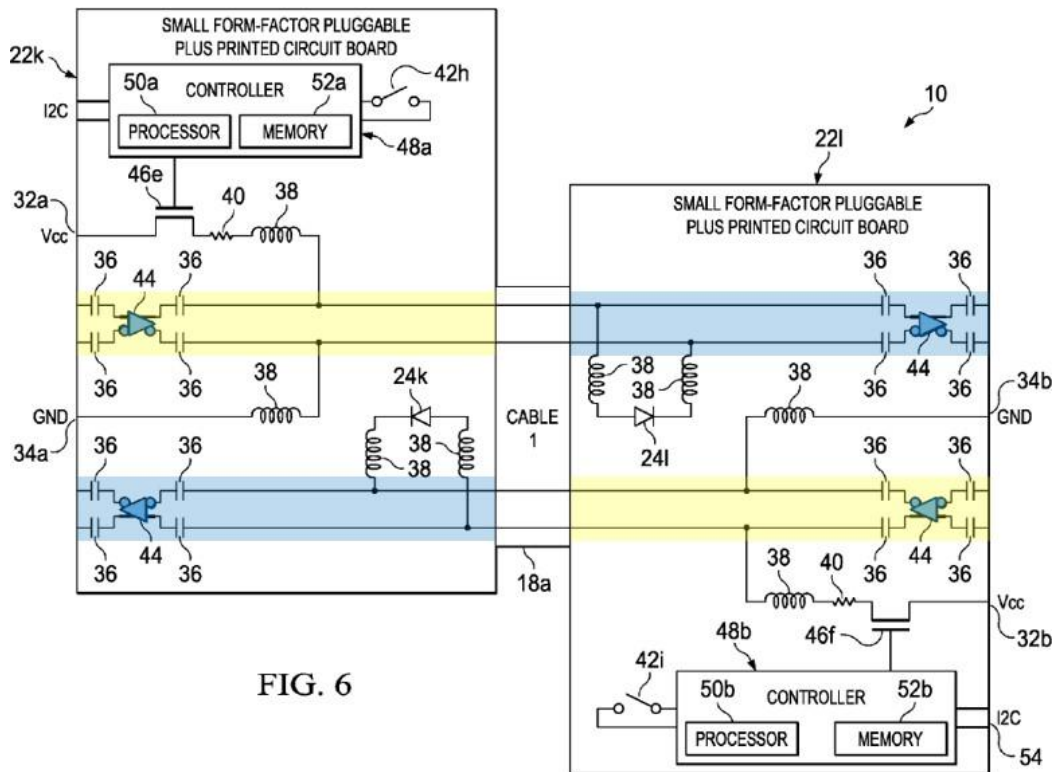 SMALL FORM-FACTOR PLUGGABLE
PLUS PRINTED CIRCUIT BOARD
22k
50a
CONTROLLER
52a
42h
I2C
PROCESSOR
MEMORY
48a
10
46e
32a
40
38
Vcc
22l
SMALL FORM-FACTOR PLUGGABLE
PLUS PRINTED CIRCUIT BOARD
36
44
36
36
36
36
36
44
36
36
38
24k
GND
34a
38
38
CABLE
1
38
38
24l
38
34b
GND
36
36
44
36
36
36
36
44
36
36
18a
38
40
46f
Vcc
32b
FIG. 6
48b
42i
50b
CONTROLLER
52b
PROCESSOR
MEMORY
I2C
54